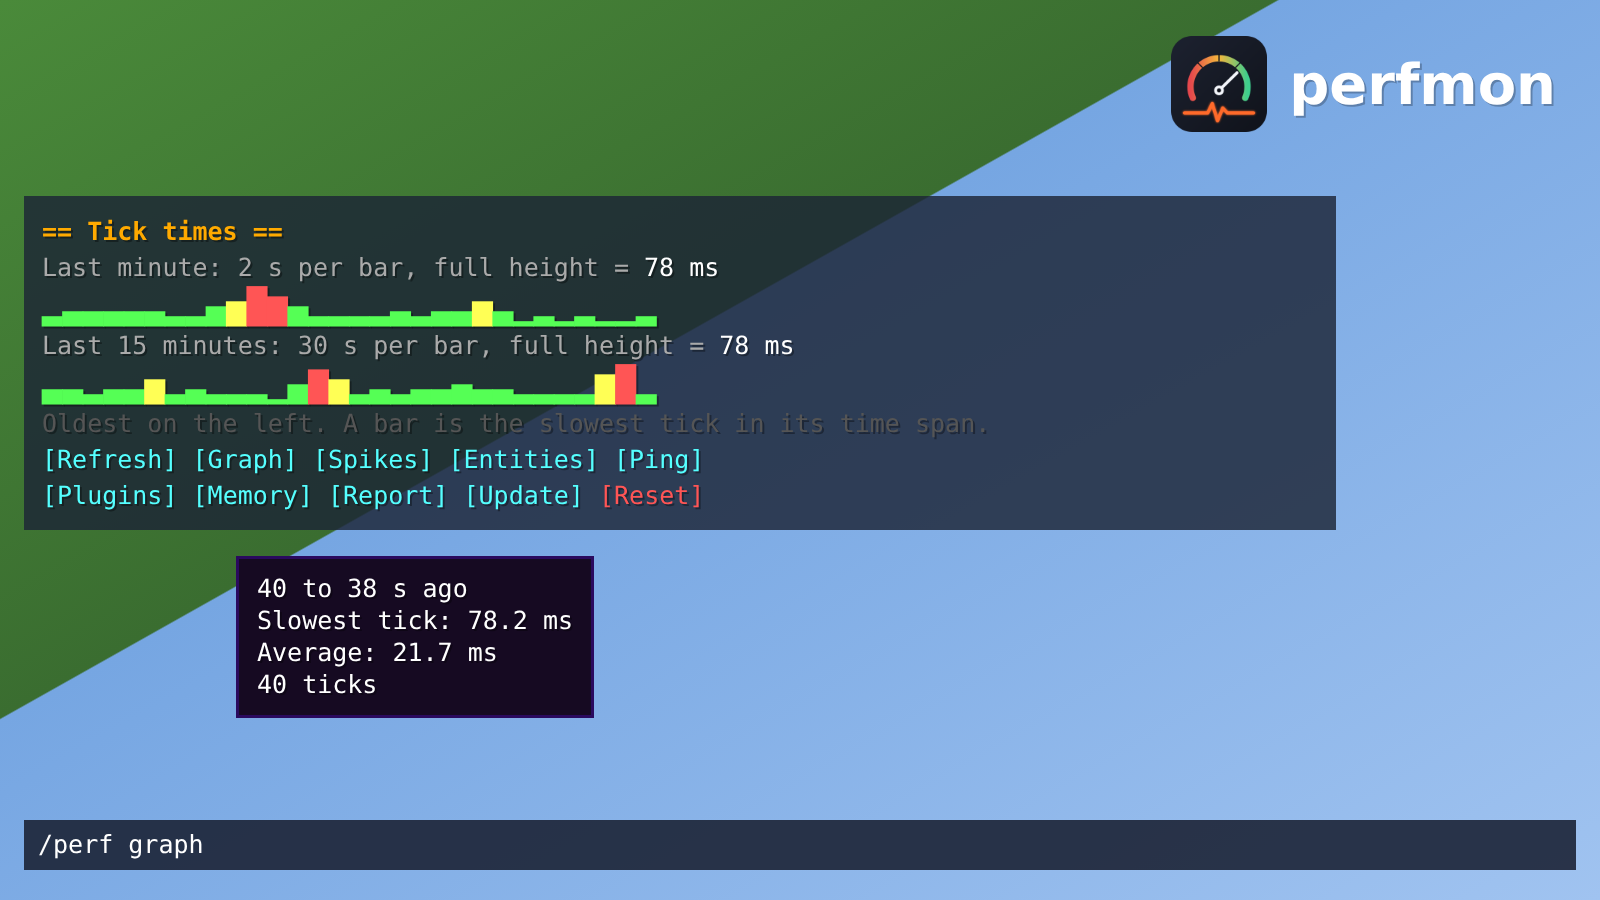 perfmon
== Tick times ==
Last minute: 2 s per bar, full height = 78 ms
Last 15 minutes: 30 s per bar, full height = 78 ms
Oldest on the left. A bar is the slowest tick in its time span.
[Refresh] [Graph] [Spikes] [Entities] [Ping]
[Plugins] [Memory] [Report] [Update] [Reset]
40 to 38 s ago
Slowest tick: 78.2 ms
Average: 21.7 ms
40 ticks
/perf graph